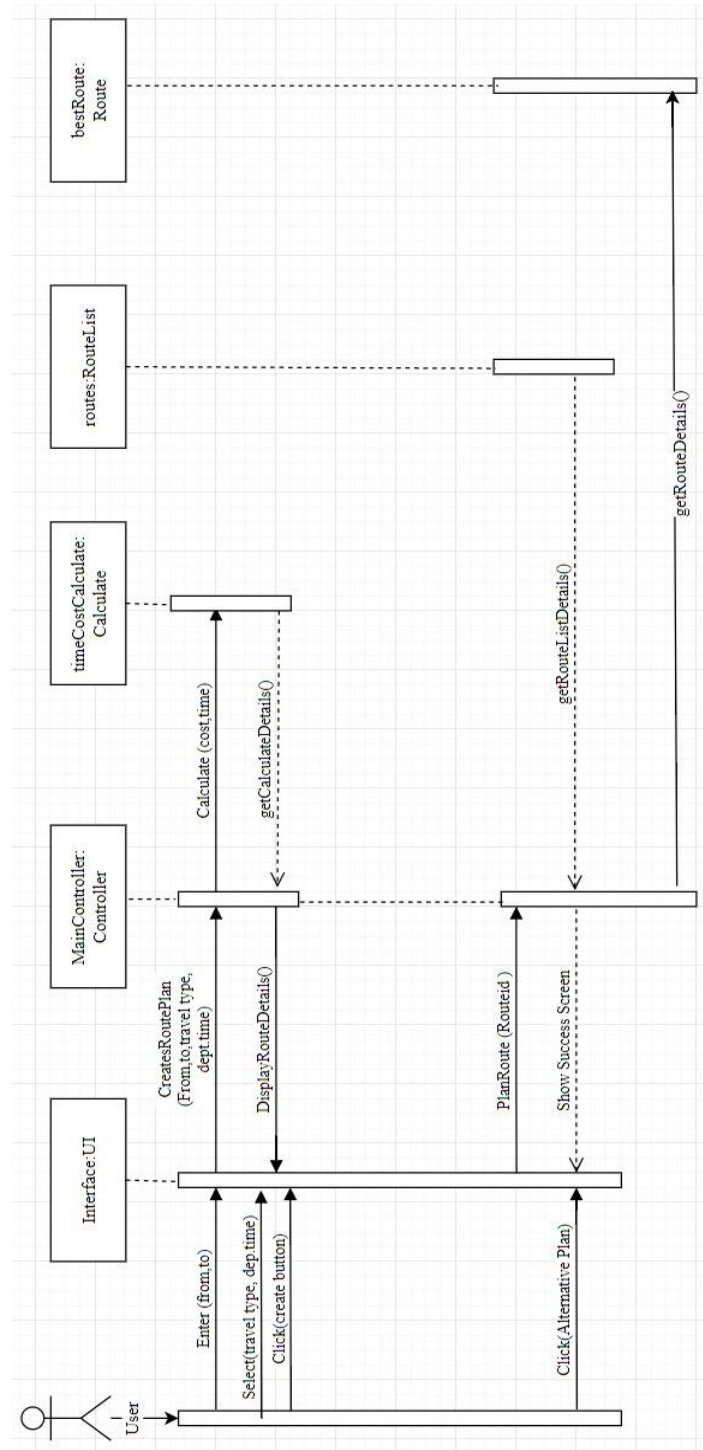 User
Interface:UI
MainController:
Controller
timeCostCalculate:
Calculate
routes:RouteList
bestRoute:
Route
Enter (from,to)
CreatesRoutePlan
(From,to,travel type,
dept.time)
Calculate (cost,time)
Select(travel type, dep.time)
Click(create button)
DisplayRouteDetails()
getCalculateDetails()
PlanRoute (Routeid )
Click(Alternative Plan)
Show Success Screen
getRouteListDetails()
getRouteDetails()